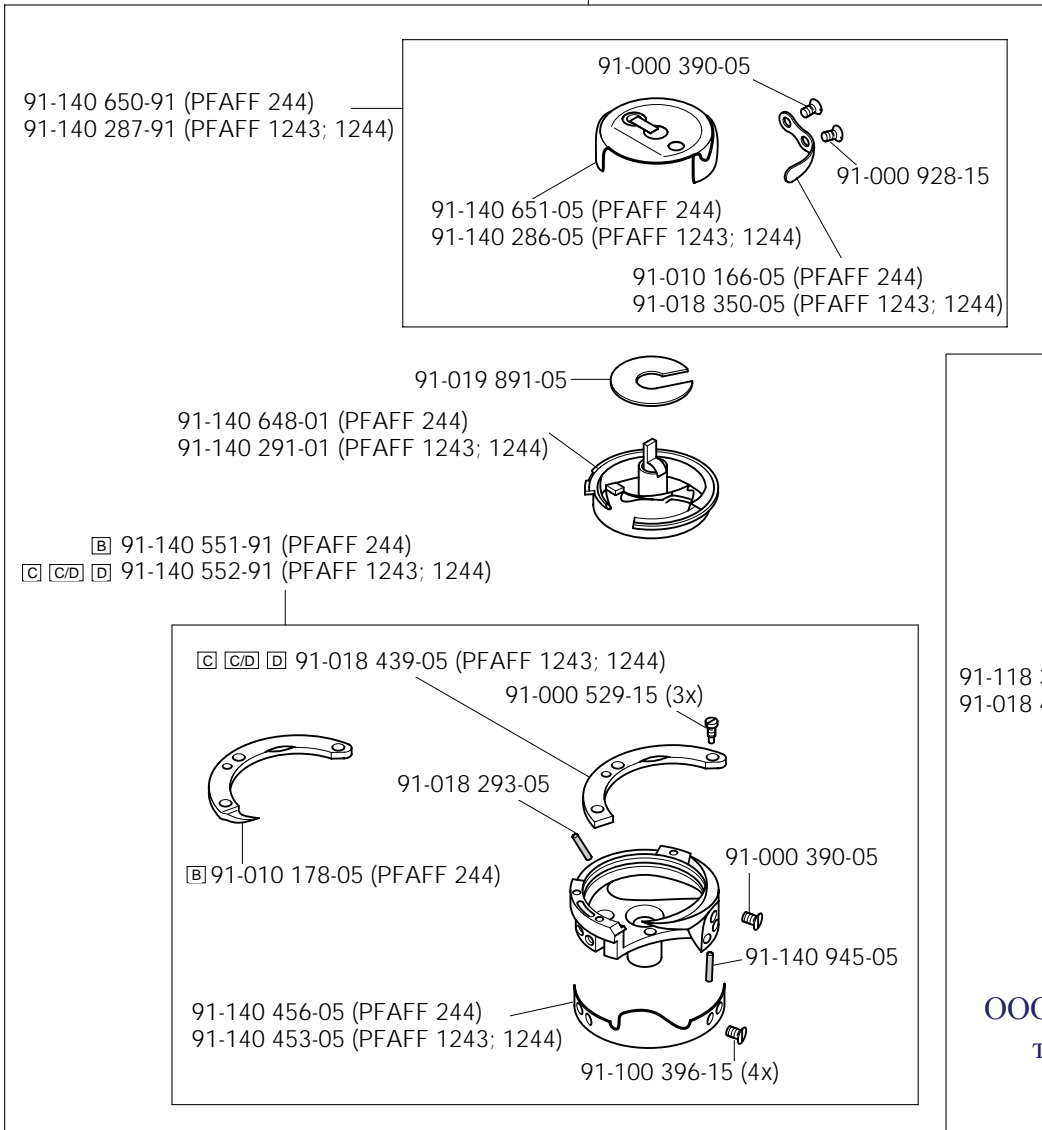 91-000 390-05
91-140 650-91 (PFAFF 244)
91-140 287-91 (PFAFF 1243; 1244)
91-000 928-15
91-140 651-05 (PFAFF 244)
91-140 286-05 (PFAFF 1243; 1244)
91-010 166-05 (PFAFF 244)
91-018 350-05 (PFAFF 1243; 1244)
91-019 891-05
91-140 648-01 (PFAFF 244)
91-140 291-01 (PFAFF 1243; 1244)
B 91-140 551-91 (PFAFF 244)
C C/D D 91-140 552-91 (PFAFF 1243; 1244)
C C/D D 91-018 439-05 (PFAFF 1243; 1244)
91-000 529-15 (3x)
91-118
91-018
91-018 293-05
91-000 390-05
B 91-010 178-05 (PFAFF 244)
91-140 945-05
91-140 456-05 (PFAFF 244)
91-140 453-05 (PFAFF 1243; 1244)
91-100 396-15 (4x)
ООО